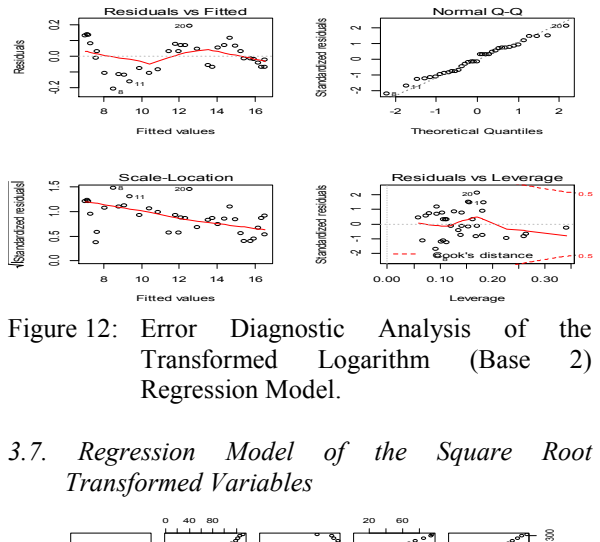 Residuals vs Fitted
Residuals
-0.2 0.0 0.2
20
8
11
8 10 12 14 16
Fitted values
Normal Q-Q
Standardized residuals
-2 -1 0 1 2
20
11
8
-2 -1 0 1 2
Theoretical Quantiles
Scale-Location
√|Standardized residuals|
0.0 0.5 1.0 1.5
8
11
20
8 10 12 14 16
Fitted values
Residuals vs Leverage
Standardized residuals
-2 -1 0 1 2
20
0.5
0.5
Cook's distance
8
0.00 0.10 0.20 0.30
Leverage
Figure 12: Error Diagnostic Analysis of the
Transformed Logarithm (Base 2)
Regression Model.
3.7. Regression Model of the Square Root
Transformed Variables
0 40 80
20 60
300